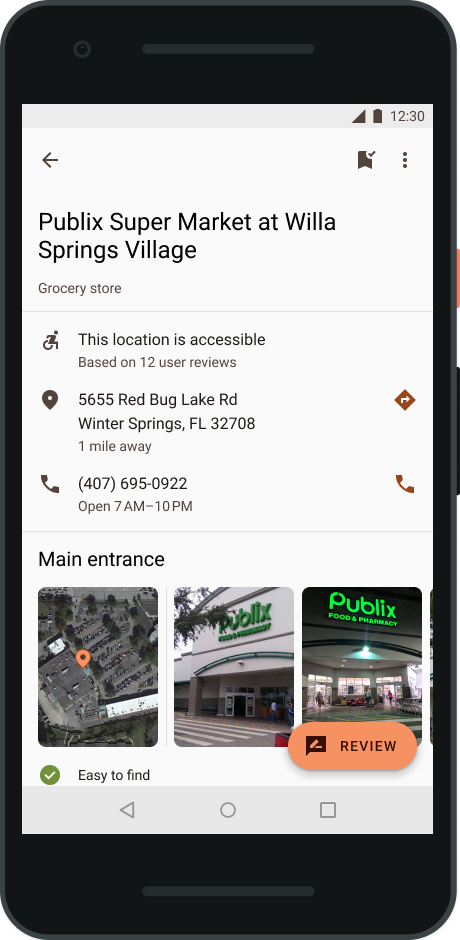 12:30
Publix Super Market at Willa
Springs Village
Grocery store
This location is accessible
Based on 12 user reviews
5655 Red Bug Lake Rd
Winter Springs, FL 32708
1 mile away
(407) 695-0922
Open 7 AM–10 PM
Main entrance
Publix
FOOD & PHARMACY
Publix
FOOD & PHARMACY
REVIEW
Easy to find